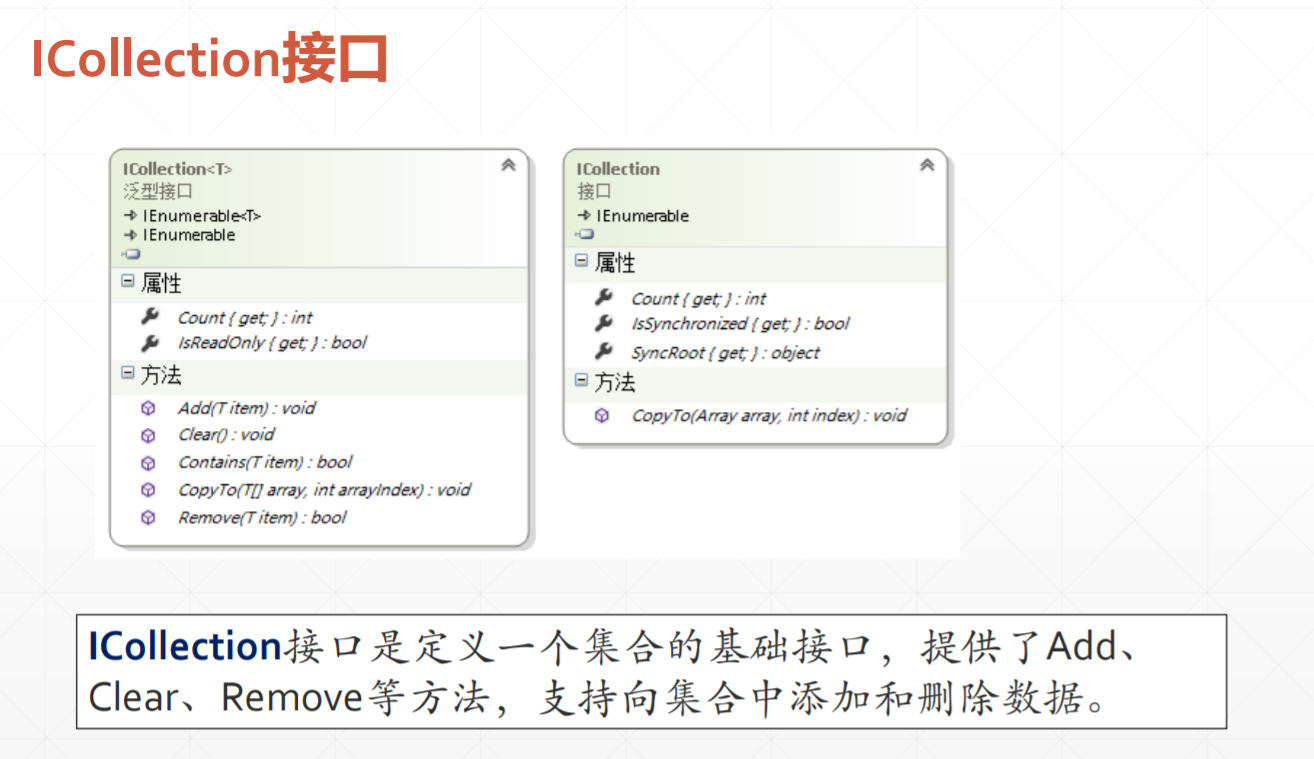 ICollection接口
ICollection<T>
泛型接口
IEnumerable<T>
IEnumerable
属性
Count { get; } : int
IsReadOnly { get; } : bool
方法
Add(T item) : void
Clear() : void
Contains(T item) : bool
CopyTo(T[] array, int arrayIndex) : void
Remove(T item) : bool
ICollection
接口
IEnumerable
属性
Count { get; } : int
IsSynchronized { get; } : bool
SyncRoot { get; } : object
方法
CopyTo(Array array, int index) : void
ICollection接口是定义一个集合的基础接口，提供了Add、
Clear、Remove等方法，支持向集合中添加和删除数据。